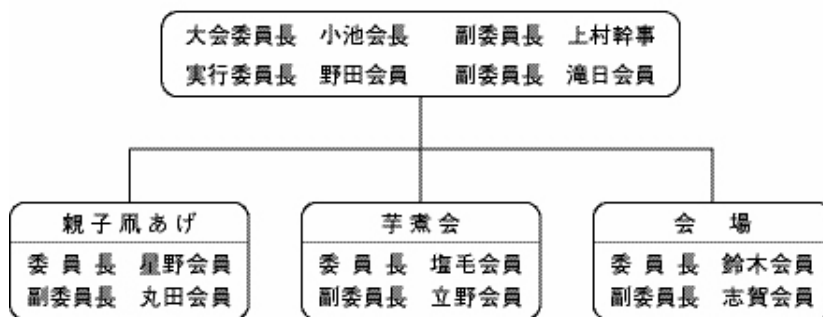 大会委員長 小池会長 副委員長 上村幹事
実行委員長 野田会員 副委員長 滝日会員
親子凧あげ
委員長 星野会員
副委員長 丸田会員
芋煮会
委員長 塩毛会員
副委員長 立野会員
会場
委員長 鈴木会員
副委員長 志賀会員